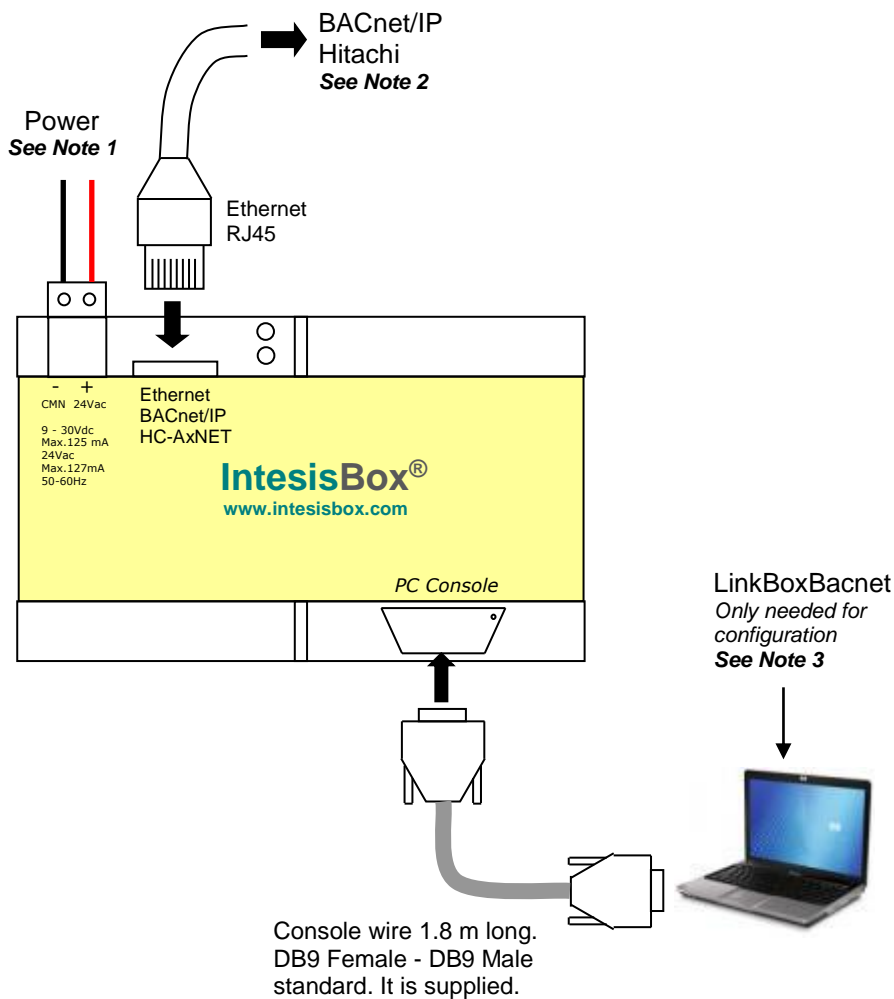 BACnet/IP
Hitachi
See Note 2
Power
See Note 1
Ethernet
RJ45
- +
CMN 24Vac
9 - 30Vdc
Max.125 mA
24Vac
Max.127mA
50-60Hz
Ethernet
BACnet/IP
HC-AxNET
IntesisBox®
www.intesisbox.com
PC Console
LinkBoxBacnet
Only needed for
configuration
See Note 3
Console wire 1.8 m long.
DB9 Female - DB9 Male
standard. It is supplied.